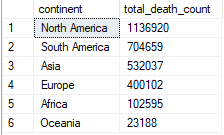 continent total_death_count
1 North America 1136920
2 South America 704659
3 Asia 532037
4 Europe 400102
5 Africa 102595
6 Oceania 23188